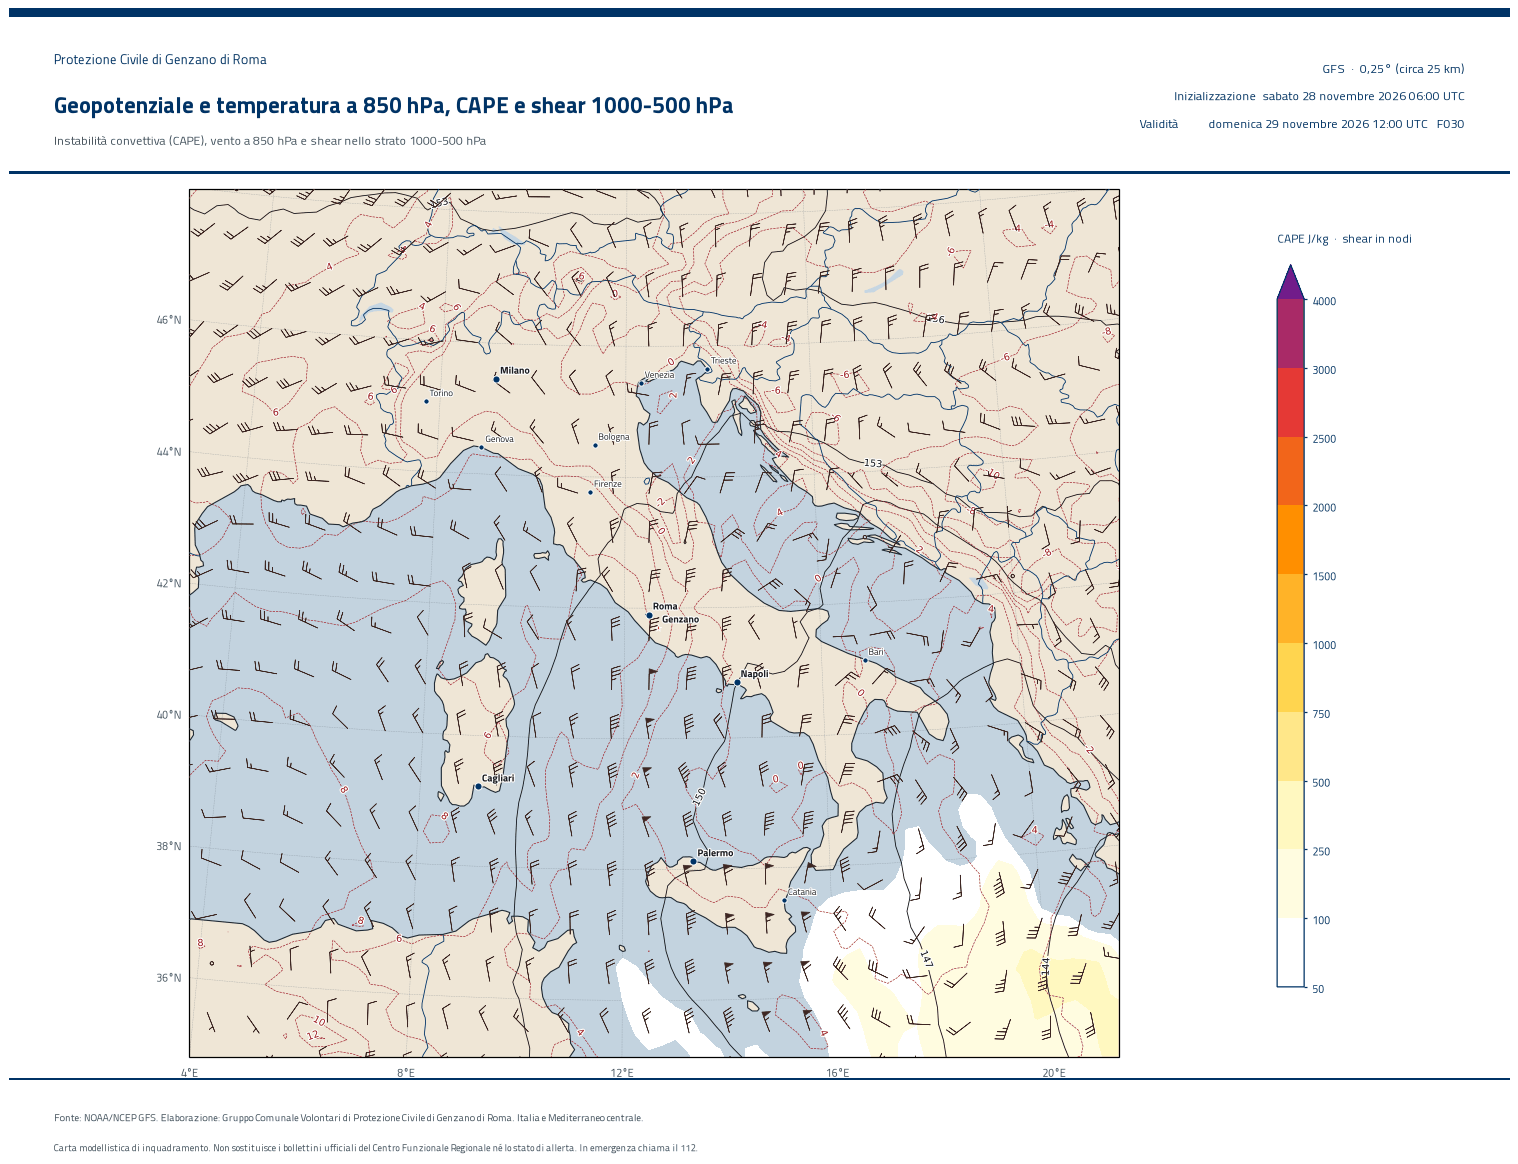 Protezione Civile di Genzano di Roma
Geopotenziale e temperatura a 850 hPa, CAPE e shear 1000-500 hPa
Instabilità convettiva (CAPE), vento a 850 hPa e shear nello strato 1000-500 hPa
GFS · 0,25° (circa 25 km)
Inizializzazione sabato 28 novembre 2026 06:00 UTC
Validità domenica 29 novembre 2026 12:00 UTC F030
CAPE J/kg · shear in nodi
4000
3000
2500
2000
1500
1000
750
500
250
100
50
46°N
44°N
42°N
40°N
38°N
36°N
4°E
8°E
12°E
16°E
20°E
Milano
Torino
Venezia
Trieste
Genova
Bologna
Firenze
Roma
Genzano
Napoli
Bari
Cagliari
Palermo
Catania
153
150
147
144
Fonte: NOAA/NCEP GFS. Elaborazione: Gruppo Comunale Volontari di Protezione Civile di Genzano di Roma. Italia e Mediterraneo centrale.
Carta modellistica di inquadramento. Non sostituisce i bollettini ufficiali del Centro Funzionale Regionale né lo stato di allerta. In emergenza chiama il 112.